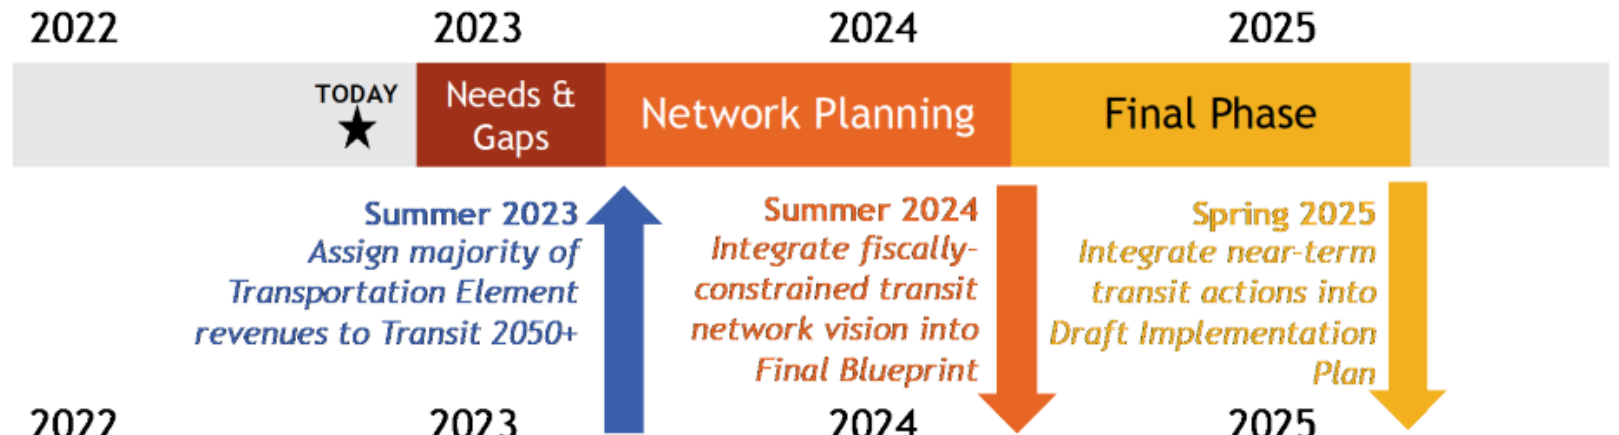 2022 2023 2024 2025
TODAY
Needs &
Gaps
Network Planning
Final Phase
Summer 2023
Assign majority of
Transportation Element
revenues to Transit 2050+
Summer 2024
Integrate fiscally-
constrained transit
network vision into
Final Blueprint
Spring 2025
Integrate near-term
transit actions into
Draft Implementation
Plan
2022 2023 2024 2025